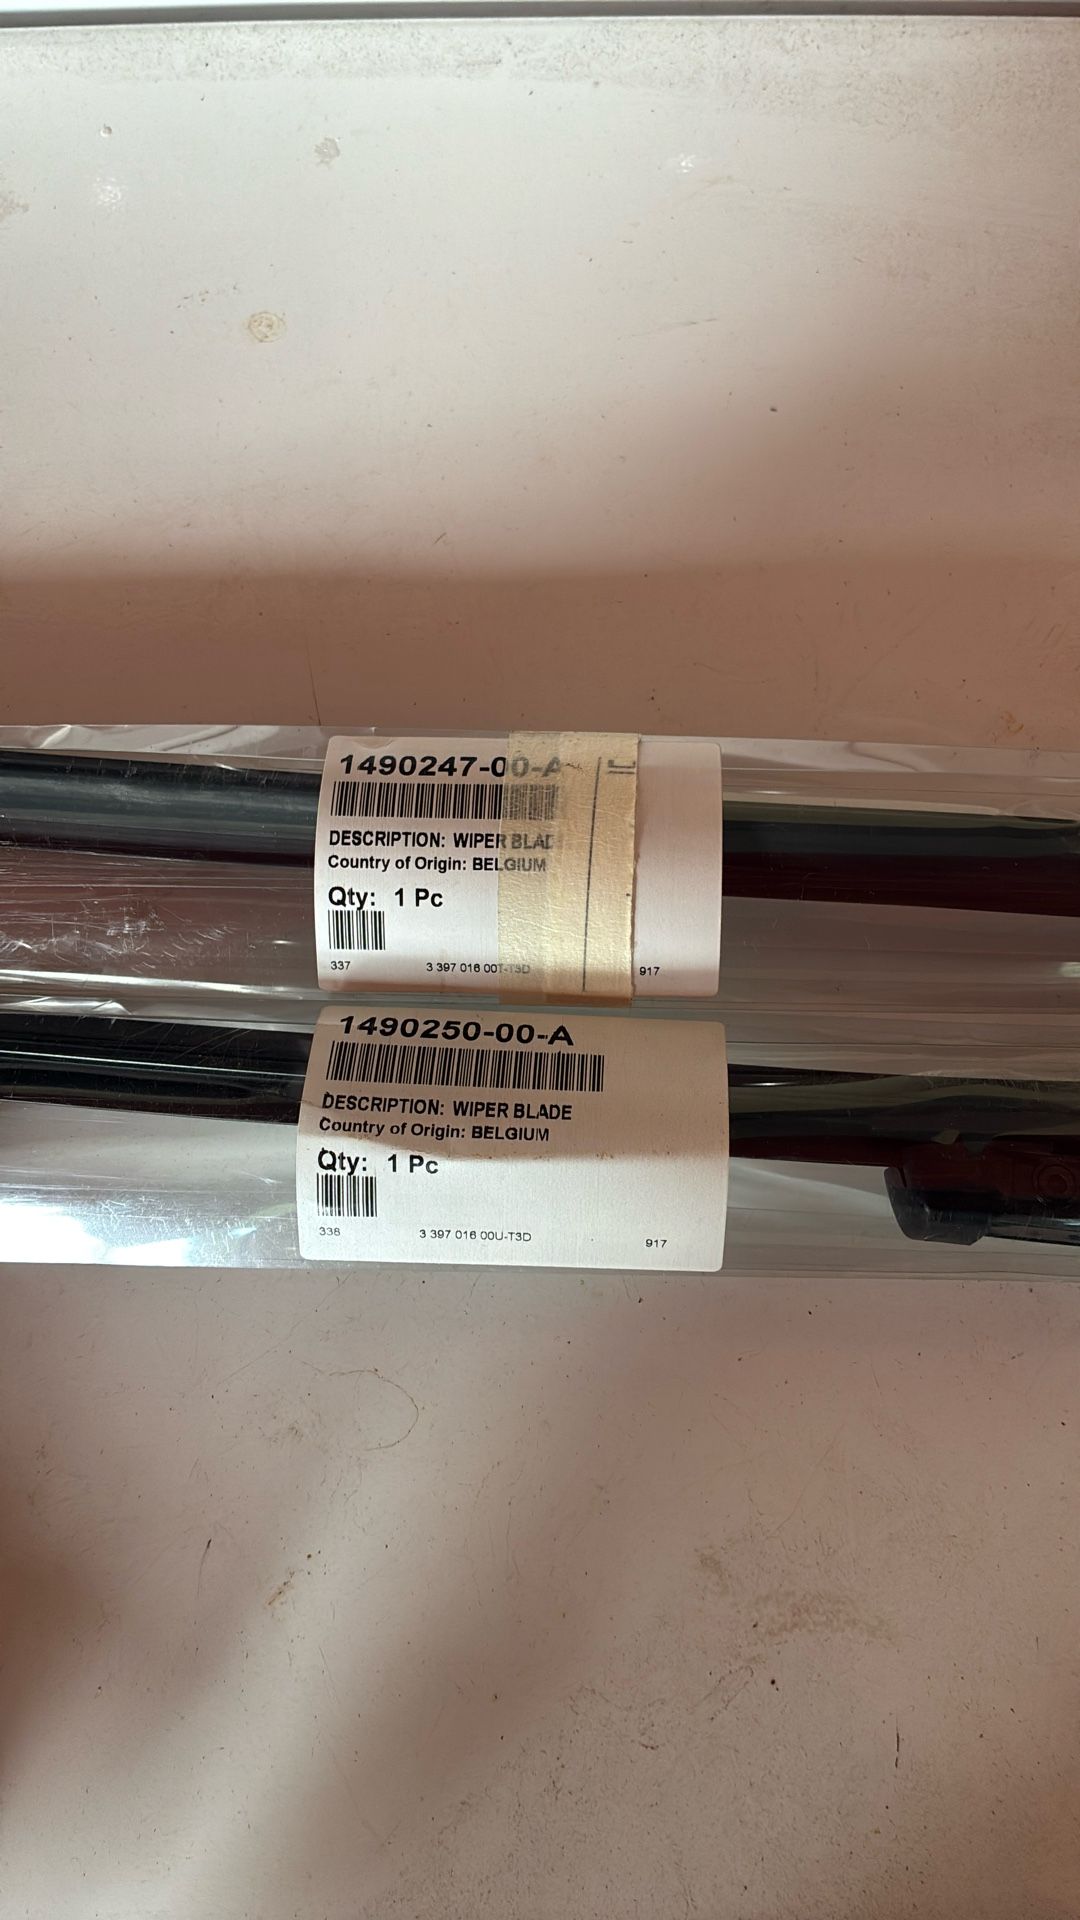 1490247-00-A
DESCRIPTION: WIPER BLAD
Country of Origin: BELGIUM
Qty: 1 Pc
337 3 397 016 00T-T3D 917
1490250-00-A
DESCRIPTION: WIPER BLADE
Country of Origin: BELGIUM
Qty: 1 Pc
338 3 397 016 00U-T3D 917